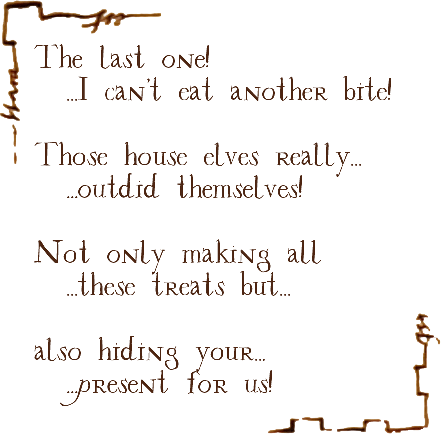 The last one!
...I can't eat another bite!
Those house elves really...
...outdid themselves!
Not only making all
...these treats but...
also hiding your...
...present for us!